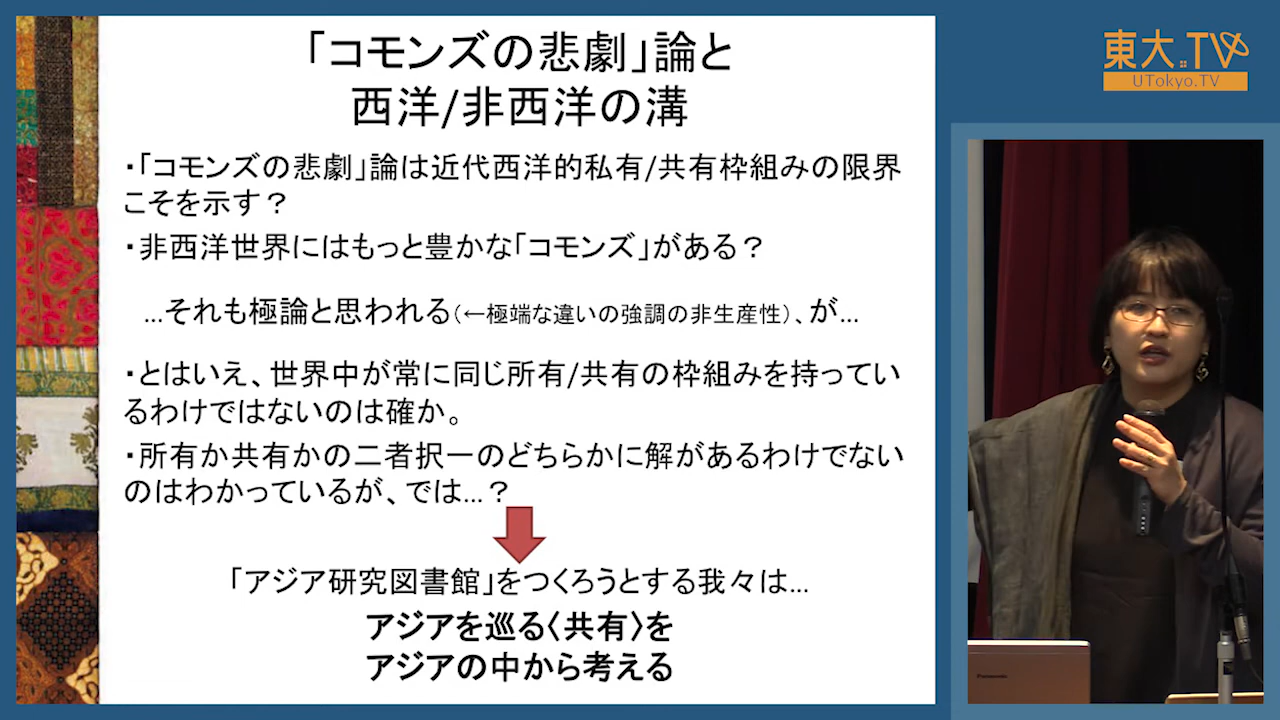 「コモンズの悲劇」論と
西洋/非西洋の溝
・「コモンズの悲劇」論は近代西洋的私有/共有枠組みの限界
こそを示す？
・非西洋世界にはもっと豊かな「コモンズ」がある？
…それも極論と思われる(←極端な違いの強調の非生産性)、が…
・とはいえ、世界中が常に同じ所有/共有の枠組みを持ってい
るわけではないのは確か。
・所有か共有かの二者択一のどちらかに解があるわけでない
のはわかっているが、では…？
「アジア研究図書館」をつくろうとする我々は…
アジアを巡る〈共有〉を
アジアの中から考える
東大.TV
UTokyo.TV
Panasonic